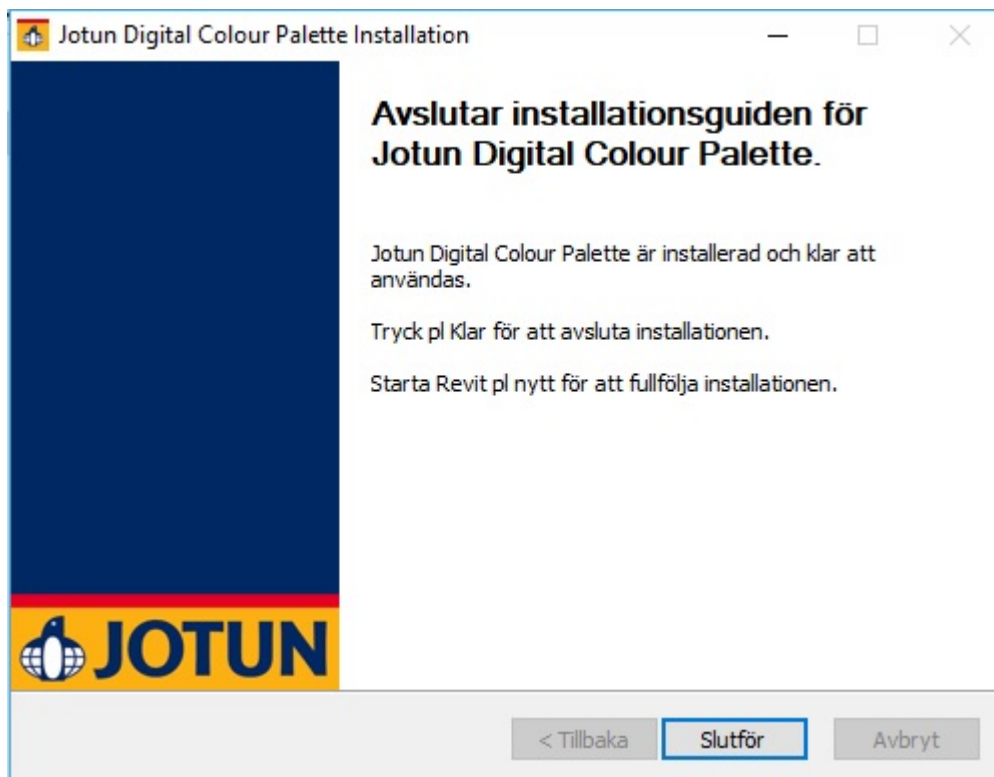 Jotun Digital Colour Palette Installation
Avslutar installationsguiden för
Jotun Digital Colour Palette.
Jotun Digital Colour Palette är installerad och klar att
användas.
Tryck pl Klar för att avsluta installationen.
Starta Revit pl nytt för att fullfölja installationen.
JOTUN
< Tillbaka
Slutför
Avbryt